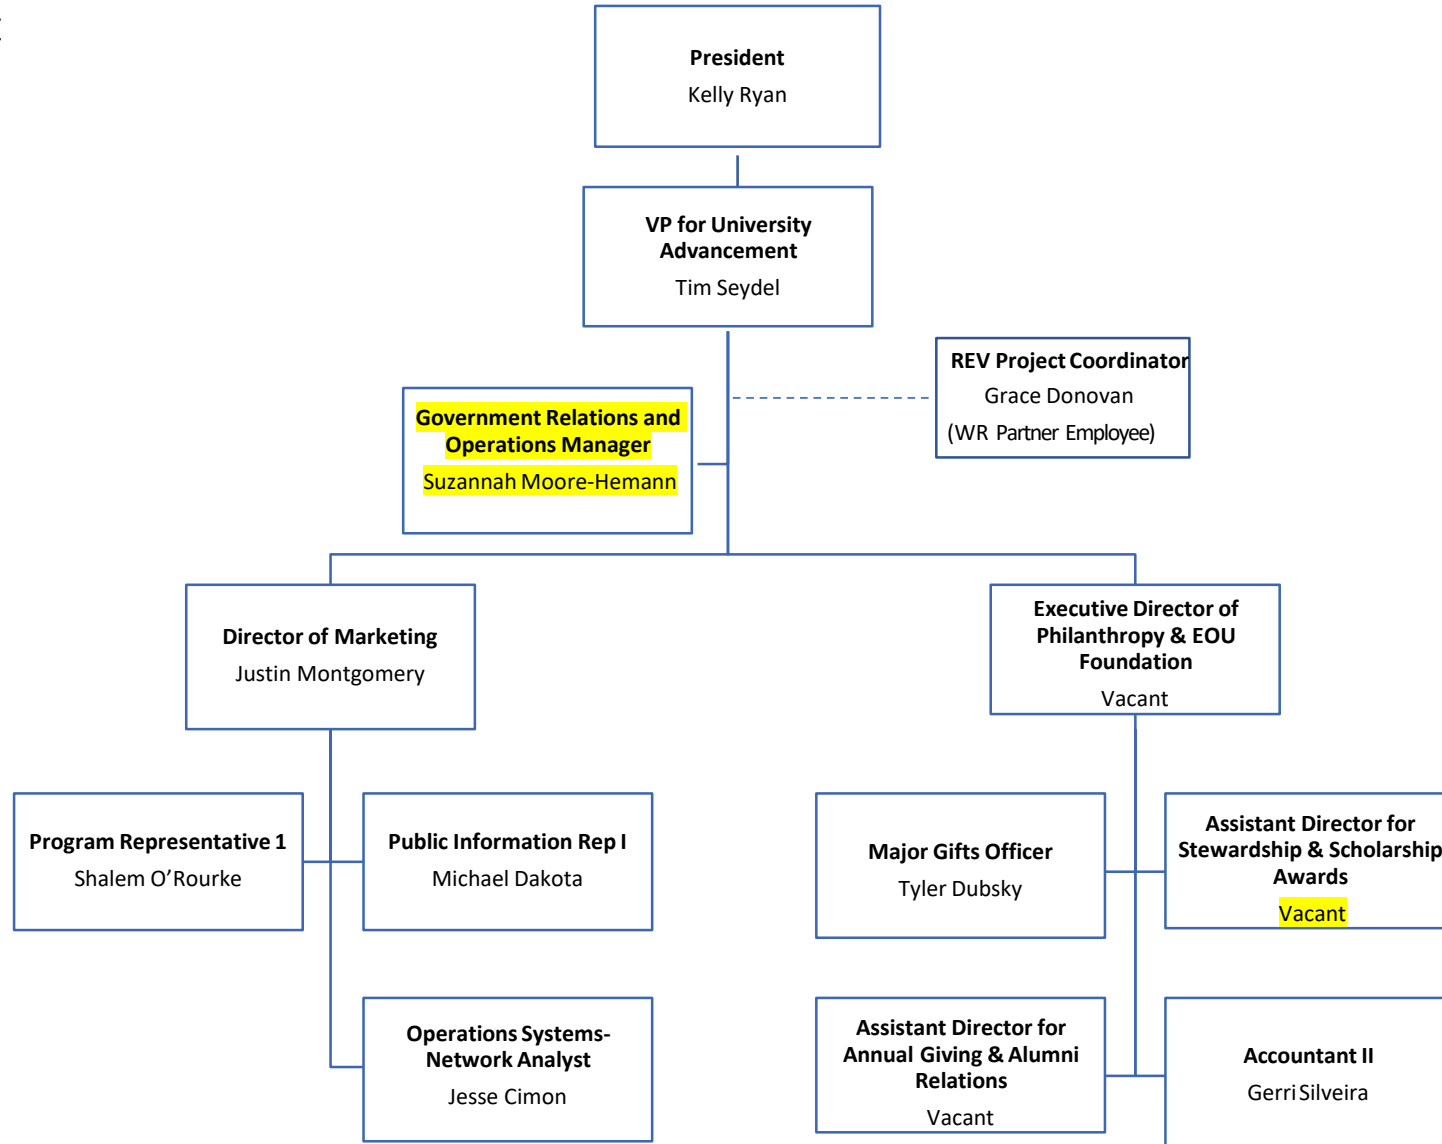 President
Kelly Ryan
VP for University
Advancement
Tim Seydel
REV Project Coordinator
Grace Donovan
(WR Partner Employee)
Government Relations and
Operations Manager
Suzannah Moore-Hemann
Director of Marketing
Justin Montgomery
Executive Director of
Philanthropy & EOU
Foundation
Vacant
Program Representative 1
Shalem O’Rourke
Public Information Rep I
Michael Dakota
Major Gifts Officer
Tyler Dubsky
Assistant Director for
Stewardship & Scholarship
Awards
Vacant
Operations Systems-
Network Analyst
Jesse Cimon
Assistant Director for
Annual Giving & Alumni
Relations
Vacant
Accountant II
Gerri Silveira